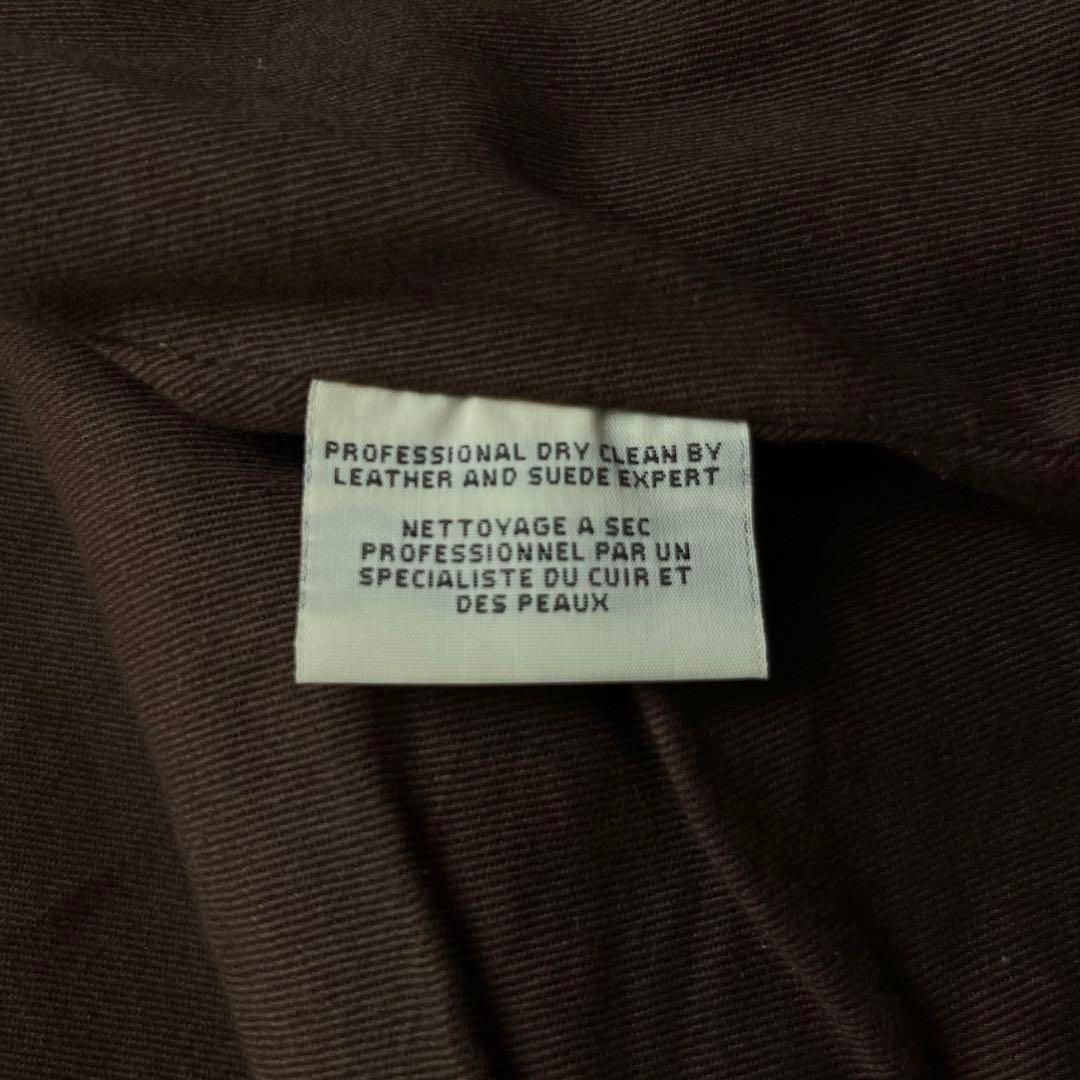 PROFESSIONAL DRY CLEAN BY
LEATHER AND SUEDE EXPERT
NETTOYAGE A SEC
PROFESSIONNEL PAR UN
SPECIALISTE DU CUIR ET
DES PEAUX